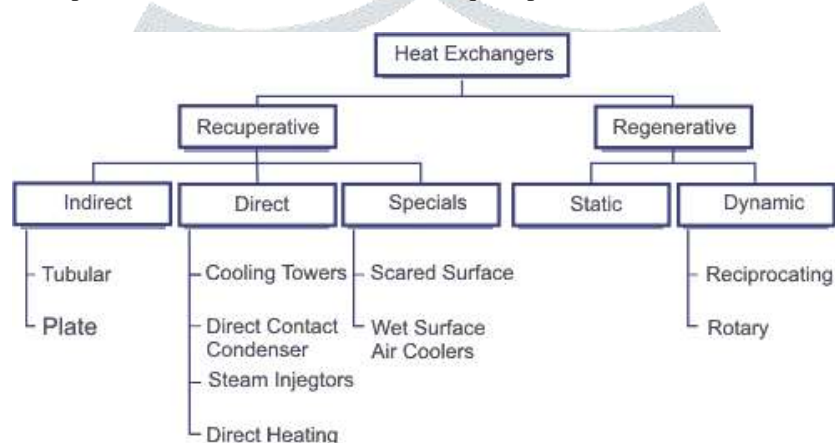 Heat Exchangers
Recuperative
Regenerative
Indirect
Direct
Specials
Static
Dynamic
Tubular
Plate
Cooling Towers
Direct Contact
Condenser
Steam Injegtors
Direct Heating
Scared Surface
Wet Surface
Air Coolers
Reciprocating
Rotary